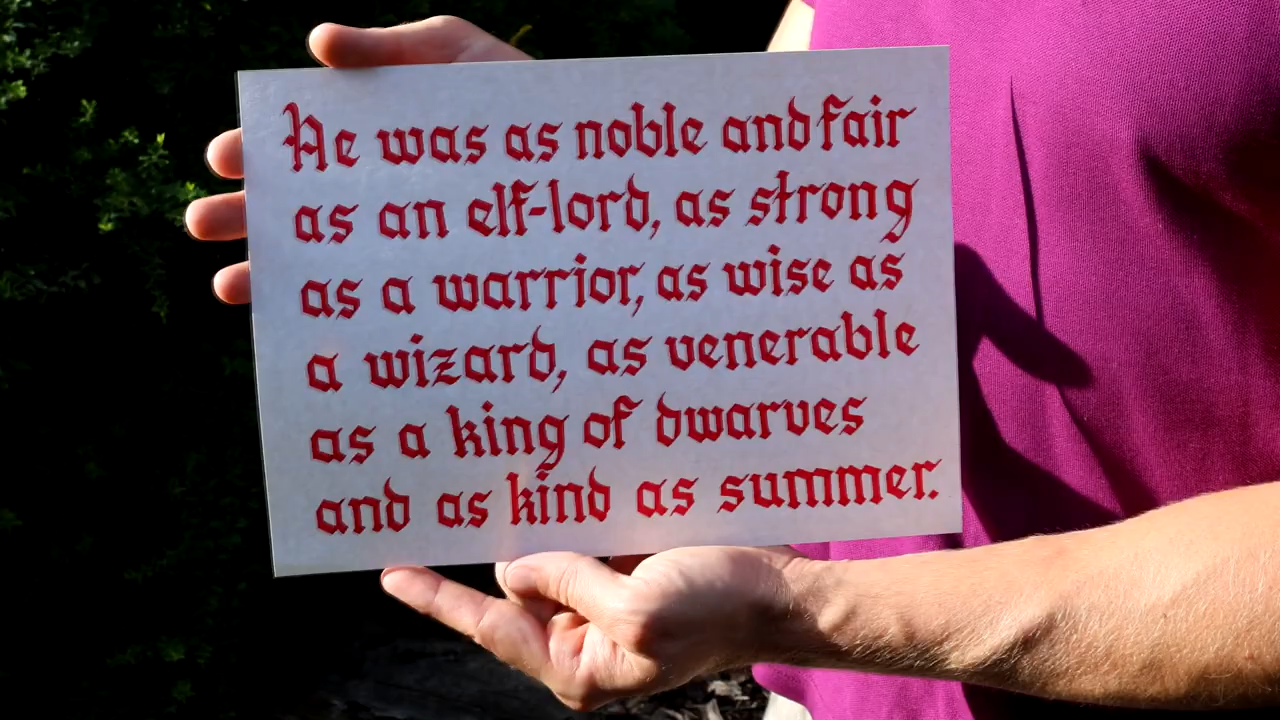 He was as noble and fair
as an elf-lord, as strong
as a warrior, as wise as
a wizard, as venerable
as a king of dwarves
and as kind as summer.